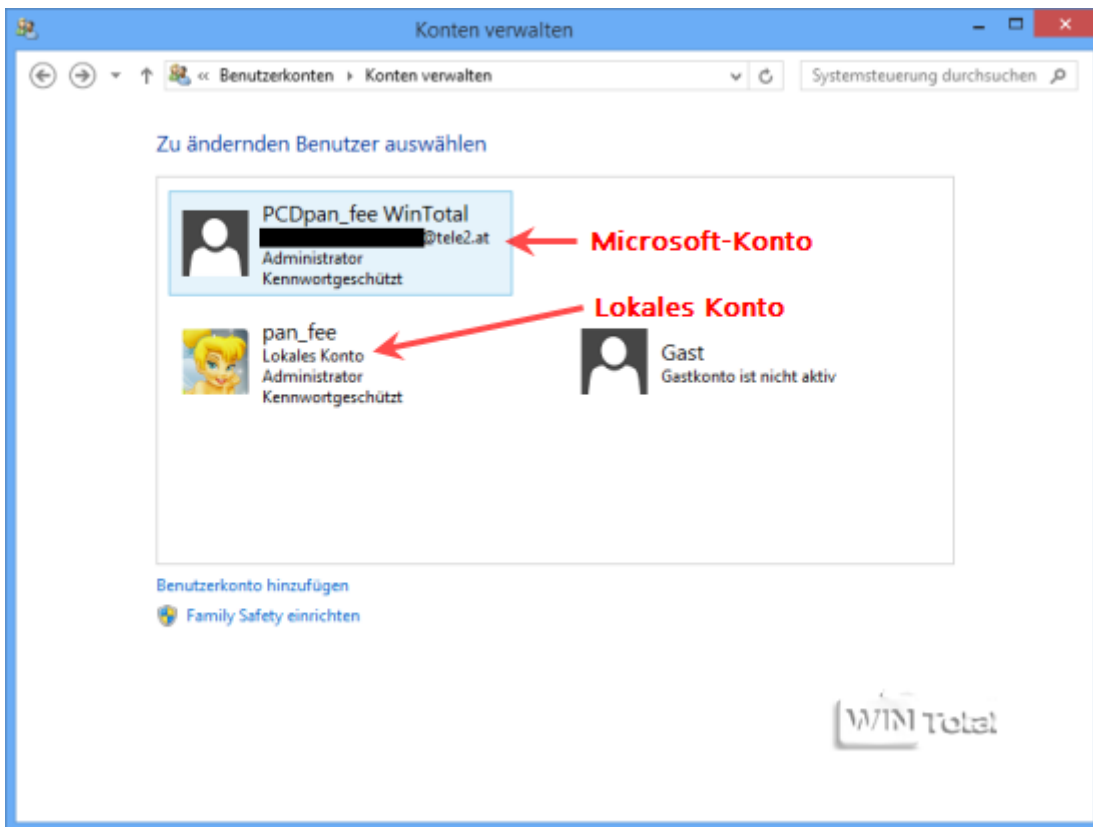 Konten verwalten
« Benutzerkonten Konten verwalten
Systemsteuerung durchsuchen
Zu ändernden Benutzer auswählen
PCDpan_fee WinTotal
@tele2.at
Administrator
Kennwortgeschützt
Microsoft-Konto
Lokales Konto
pan_fee
Lokales Konto
Administrator
Kennwortgeschützt
Gast
Gastkonto ist nicht aktiv
Benutzerkonto hinzufügen
Family Safety einrichten
WIN Total